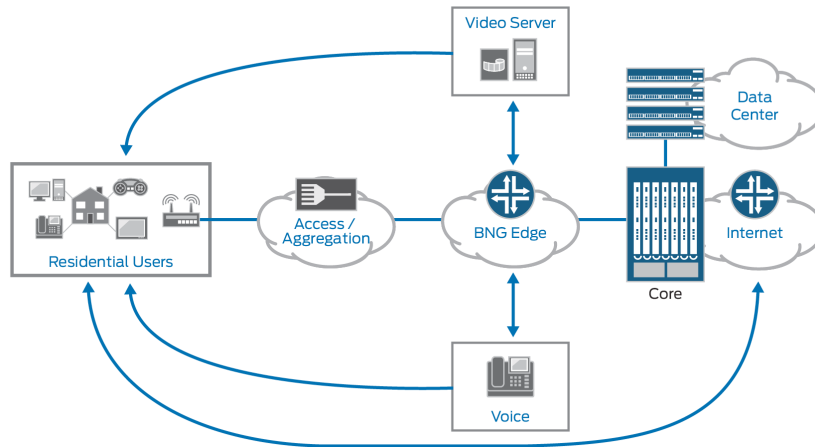 Video Server
Data
Center
Access /
Aggregation
BNG Edge
Internet
Residential Users
Core
Voice